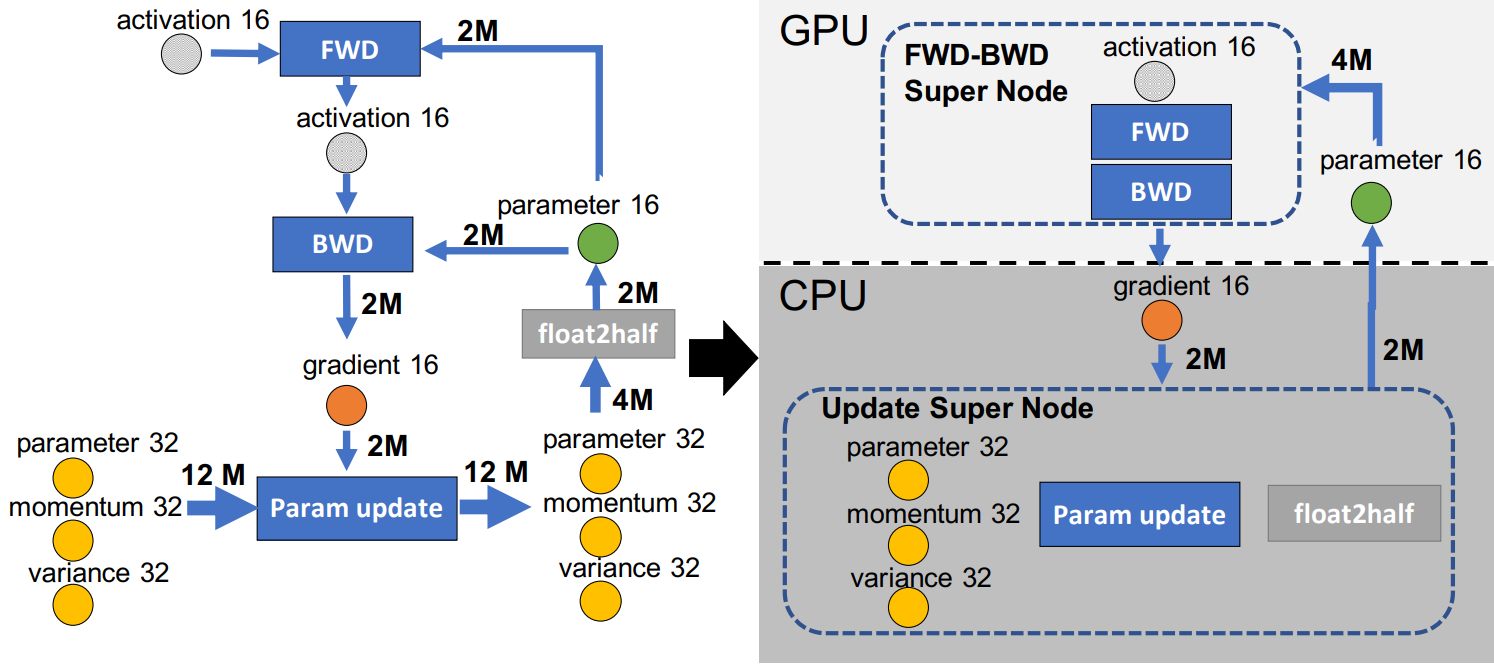 activation 16
FWD
2M
activation 16
parameter 16
BWD
2M
2M
2M
float2half
gradient 16
4M
2M
parameter 32
12 M
momentum 32
variance 32
Param update
12 M
parameter 32
momentum 32
variance 32
GPU
FWD-BWD
Super Node
activation 16
FWD
BWD
4M
parameter 16
CPU
gradient 16
2M
2M
Update Super Node
parameter 32
momentum 32
variance 32
Param update
float2half